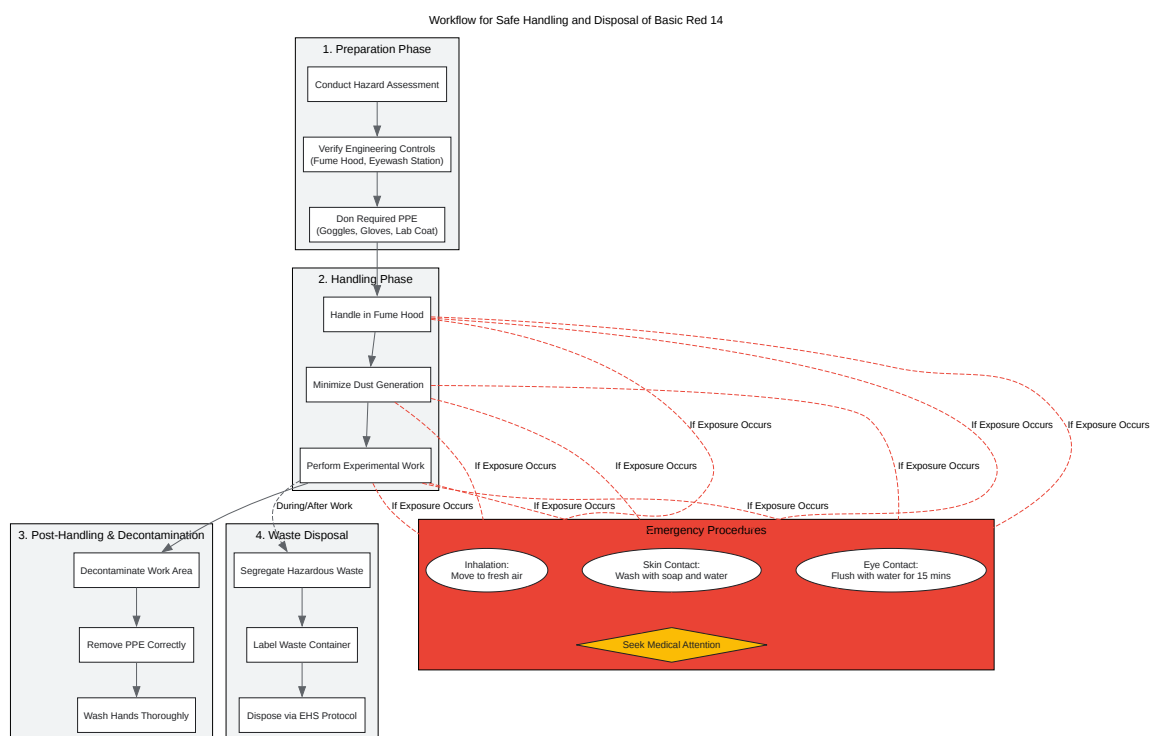 Workflow for Safe Handling and Disposal of Basic Red 14
1. Preparation Phase
Conduct Hazard Assessment
Verify Engineering Controls
(Fume Hood, Eyewash Station)
Don Required PPE
(Goggles, Gloves, Lab Coat)
2. Handling Phase
Handle in Fume Hood
Minimize Dust Generation
If Exposure Occurs
If Exposure Occurs
If Exposure Occurs
Perform Experimental Work
If Exposure Occurs
If Exposure Occurs
If Exposure Occurs
During/After Work
If Exposure Occurs
If Exposure Occurs
If Exposure Occurs
3. Post-Handling & Decontamination
Decontaminate Work Area
Remove PPE Correctly
Wash Hands Thoroughly
4. Waste Disposal
Segregate Hazardous Waste
Label Waste Container
Dispose via EHS Protocol
Emergency Procedures
Inhalation:
Move to fresh air
Skin Contact:
Wash with soap and water
Eye Contact:
Flush with water for 15 mins
Seek Medical Attention